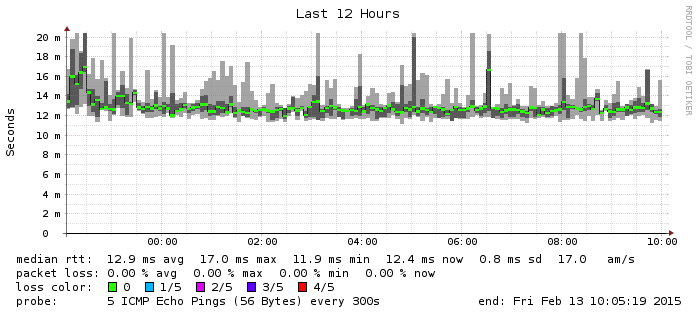 Last 12 Hours
RRDTOOL / TOBI OETIKER
Seconds
20 m
18 m
16 m
14 m
12 m
10 m
8 m
6 m
4 m
2 m
0
00:00 02:00 04:00 06:00 08:00 10:00
median rtt: 12.9 ms avg 17.0 ms max 11.9 ms min 12.4 ms now 0.8 ms sd 17.0 am/s
packet loss: 0.00 % avg 0.00 % max 0.00 % min 0.00 % now
loss color: 0 1/5 2/5 3/5 4/5
probe: 5 ICMP Echo Pings (56 Bytes) every 300s end: Fri Feb 13 10:05:19 2015